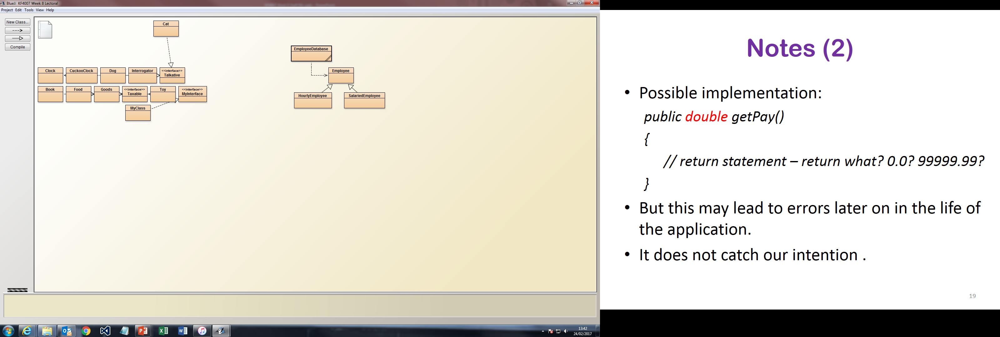 BlueJ: KF4007 Week 8 Lectoral
Project Edit Tools View Help
New Class...
Compile
Cat
EmployeeDatabase
Clock
CuckooClock
Dog
Interrogator
<<interface>>
Talkative
Employee
Book
Food
Goods
<<interface>>
Taxable
Toy
<<interface>>
MyInterface
HourlyEmployee
SalariedEmployee
MyClass
13:42
24/02/2017
Notes (2)
• Possible implementation:
public double getPay()
{
// return statement – return what? 0.0? 99999.99?
}
• But this may lead to errors later on in the life of
the application.
• It does not catch our intention .
19